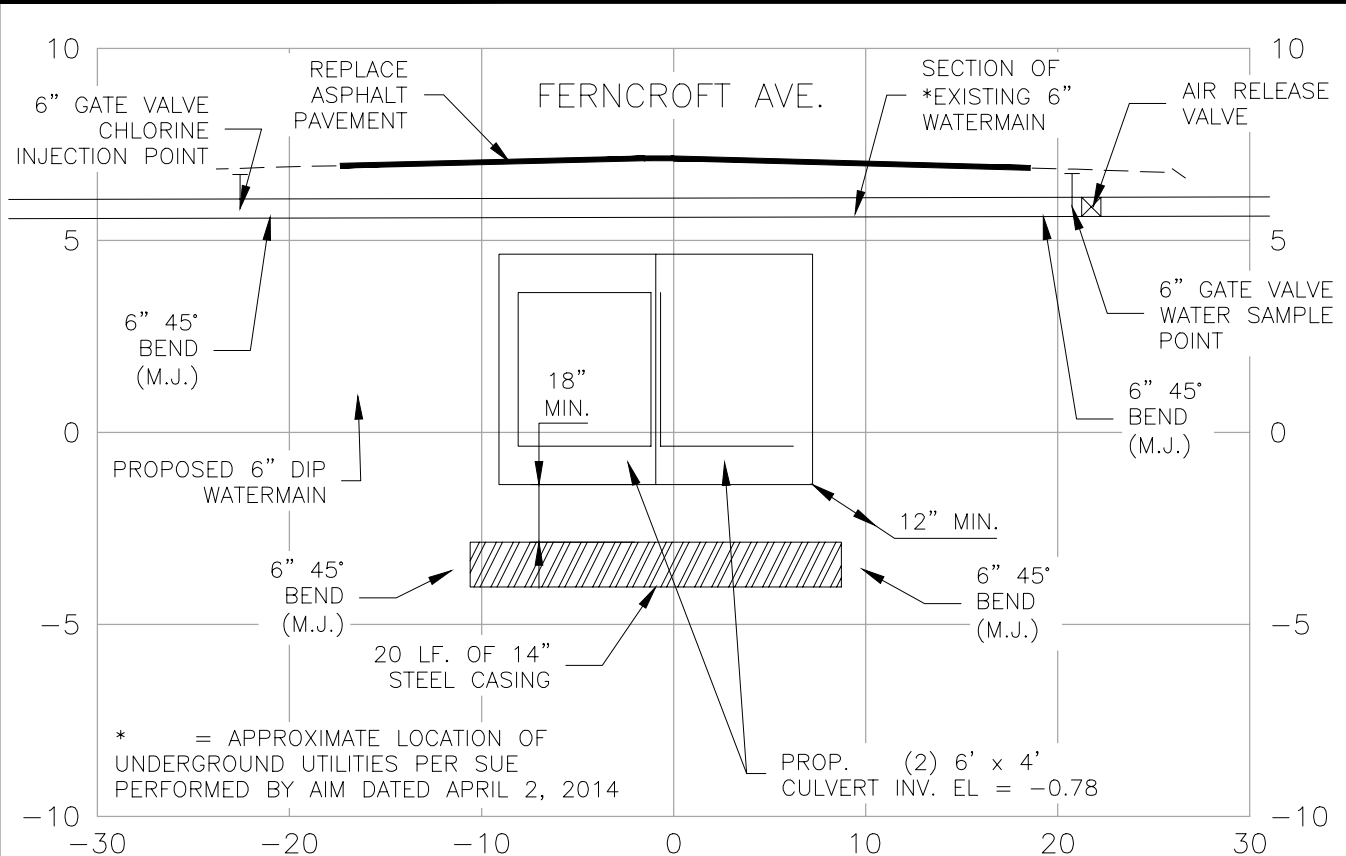 10
10
REPLACE
ASPHALT
PAVEMENT
FERNCROFT AVE.
SECTION OF
*EXISTING 6”
WATERMAIN
AIR RELEASE
VALVE
6” GATE VALVE
CHLORINE
INJECTION POINT
5
5
6” GATE VALVE
WATER SAMPLE
POINT
6” 45°
BEND
(M.J.)
18”
MIN.
6” 45°
BEND
(M.J.)
0
0
PROPOSED 6” DIP
WATERMAIN
12” MIN.
6” 45°
BEND
(M.J.)
6” 45°
BEND
(M.J.)
-5
-5
20 LF. OF 14”
STEEL CASING
* = APPROXIMATE LOCATION OF
UNDERGROUND UTILITIES PER SUE
PERFORMED BY AIM DATED APRIL 2, 2014
PROP. (2) 6’ x 4’
CULVERT INV. EL = -0.78
-10
-10
-30
-20
-10
0
10
20
30